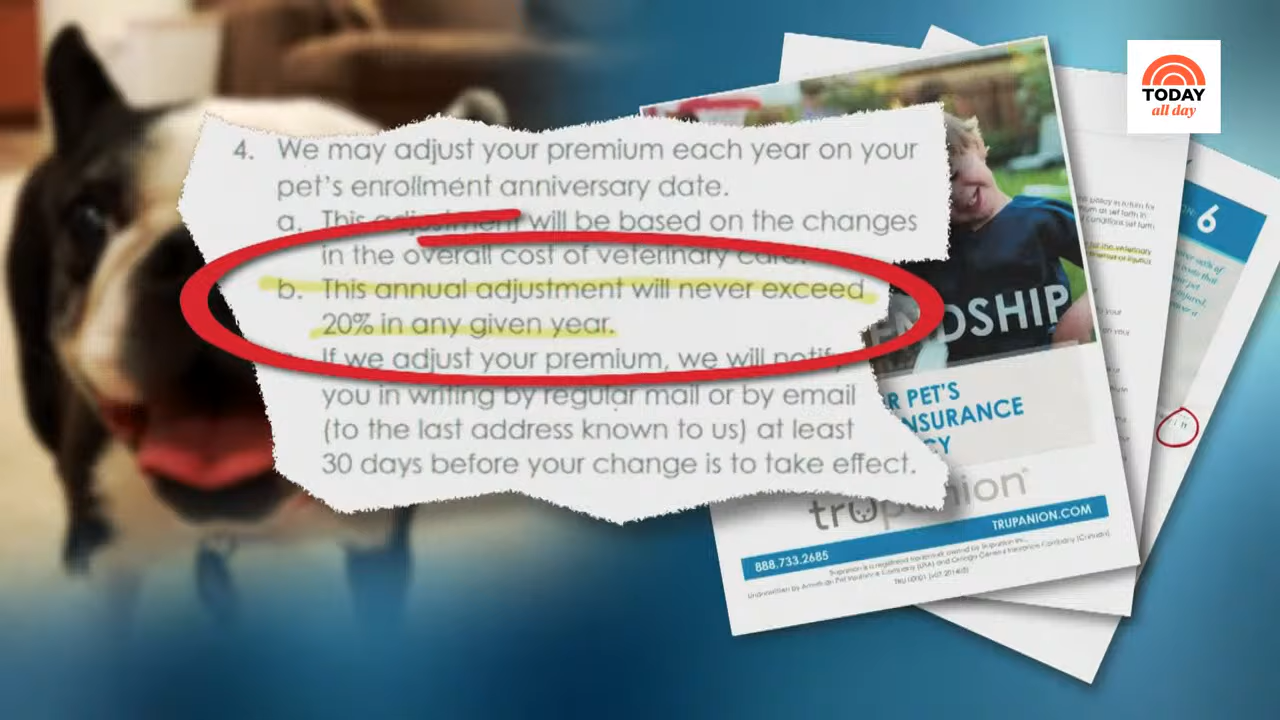 TODAY
all day
4. We may adjust your premium each year on your
pet's enrollment anniversary date.
a. This adjustment will be based on the changes
in the overall cost of veterinary care.
b. This annual adjustment will never exceed
20% in any given year.
If we adjust your premium, we will notify
you in writing by regular mail or by email
(to the last address known to us) at least
30 days before your change is to take effect.
NDSHIP
R PET'S
NSURANCE
CY
trupanion
TRUPANION.COM
888.733.2685
6